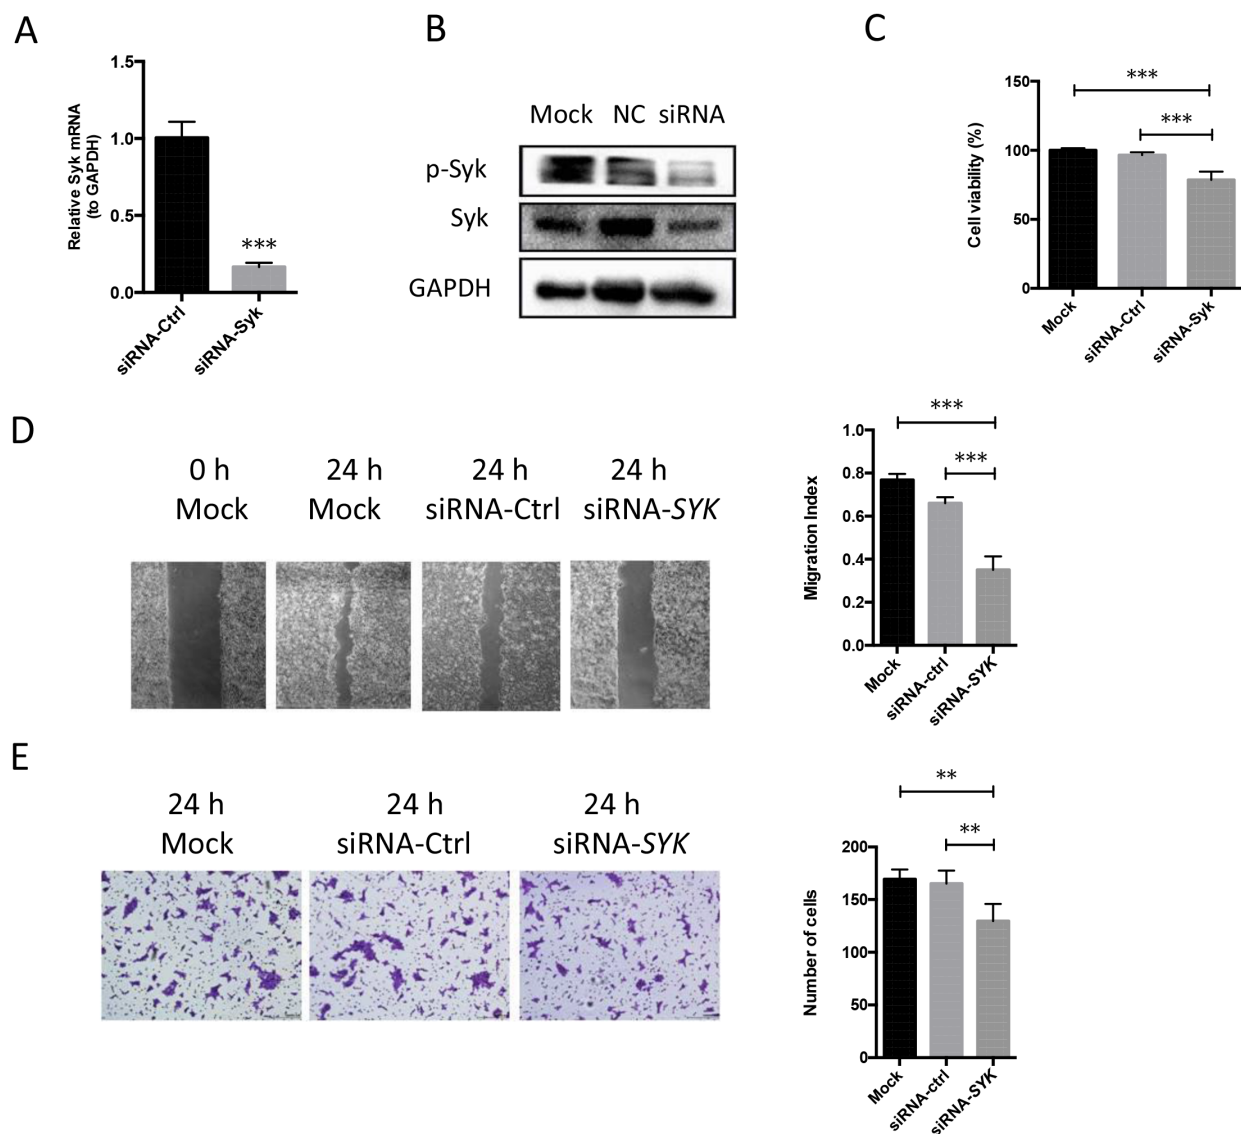 A
Relative Syk mRNA
(to GAPDH)
1.5
1.0
0.5
0.0
***
siRNA-Ctrl
siRNA-Syk
B
Mock NC siRNA
p-Syk
Syk
GAPDH
C
Cell viability (%)
150
100
50
0
***
***
Mock
siRNA-Ctrl
siRNA-Syk
D
0 h
Mock
24 h
Mock
24 h
siRNA-Ctrl
24 h
siRNA-SYK
Migration Index
1.0
0.8
0.6
0.4
0.2
0.0
***
***
Mock
siRNA-ctrl
siRNA-SYK
E
24 h
Mock
24 h
siRNA-Ctrl
24 h
siRNA-SYK
Number of cells
200
150
100
50
0
**
**
Mock
siRNA-ctrl
siRNA-SYK